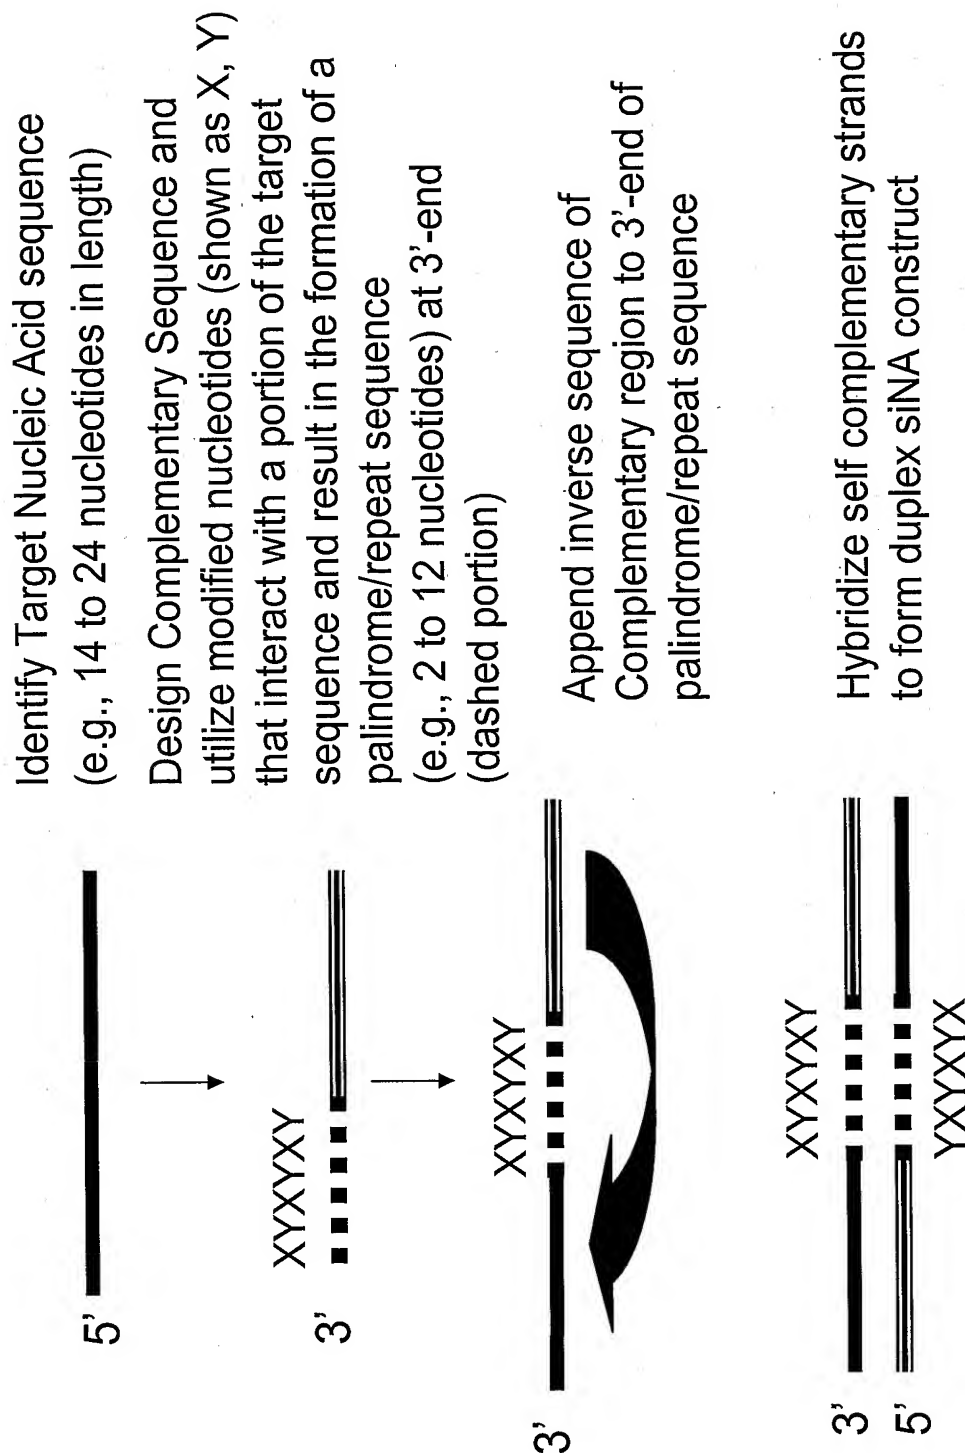 5'
Identify Target Nucleic Acid sequence
(e.g., 14 to 24 nucleotides in length)
XYXYXY
3'
Design Complementary Sequence and
utilize modified nucleotides (shown as X, Y)
that interact with a portion of the target
sequence and result in the formation of a
palindrome/repeat sequence
(e.g., 2 to 12 nucleotides) at 3'-end
(dashed portion)
XYXYXY
3'
Append inverse sequence of
Complementary region to 3'-end of
palindrome/repeat sequence
XYXYXY
3'
5'
YXYXYX
Hybridize self complementary strands
to form duplex siNA construct